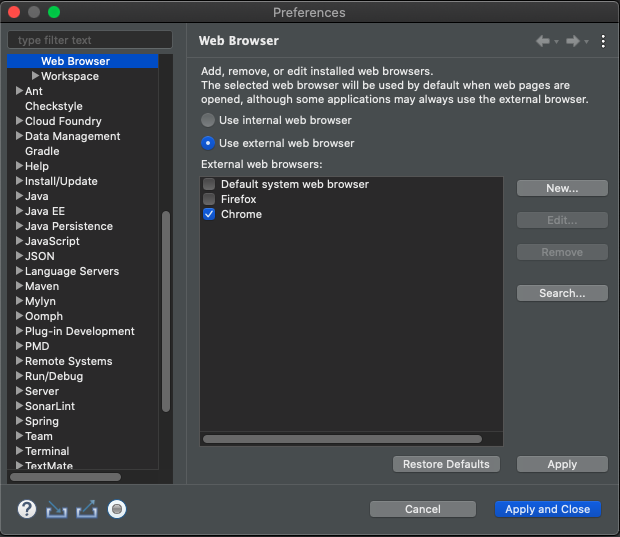 Preferences
type filter text
Web Browser
Workspace
Ant
Checkstyle
Cloud Foundry
Data Management
Gradle
Help
Install/Update
Java
Java EE
Java Persistence
JavaScript
JSON
Language Servers
Maven
Mylyn
Oomph
Plug-in Development
PMD
Remote Systems
Run/Debug
Server
SonarLint
Spring
Team
Terminal
TextMate
Web Browser
Add, remove, or edit installed web browsers.
The selected web browser will be used by default when web pages are
opened, although some applications may always use the external browser.
Use internal web browser
Use external web browser
External web browsers:
Default system web browser
Firefox
Chrome
New...
Edit...
Remove
Search...
Restore Defaults
Apply
?
Cancel
Apply and Close